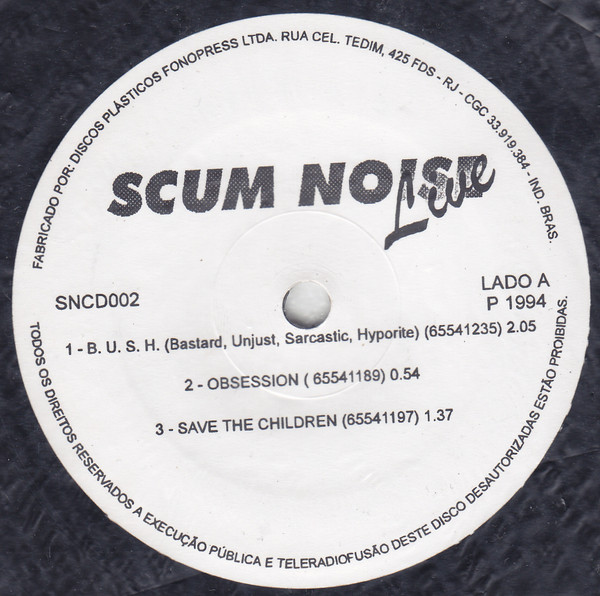 FABRICADO POR: DISCOS PLÁSTICOS FONOPRESS LTDA. RUA CEL. TEDIM, 425 FDS - RJ - CGC 33.919.384 - IND. BRAS.
SCUM NOISE
Live
SNCD002
LADO A
P 1994
1 - B. U. S. H. (Bastard, Unjust, Sarcastic, Hyporite) (65541235) 2.05
2 - OBSESSION ( 65541189) 0.54
3 - SAVE THE CHILDREN (65541197) 1.37
TODOS OS DIREITOS RESERVADOS A EXECUÇÃO PÚBLICA E TELERADIOFUSÃO DESTE DISCO DESAUTORIZADAS ESTÃO PROIBIDAS.